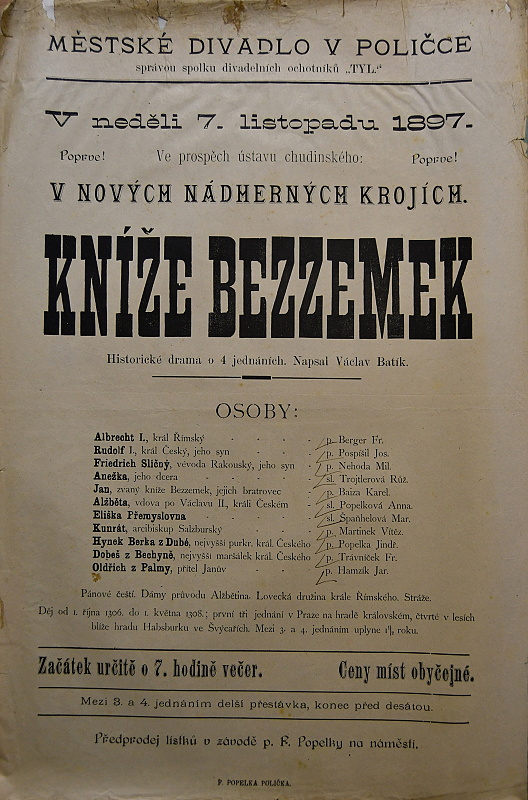 MĚSTSKÉ DIVADLO V POLIČCE
správou spolku divadelních ochotníků „TYL.“
V neděli 7. listopadu 1897.
Poprve! Ve prospěch ústavu chudinského: Poprve!
V NOVÝCH NÁDHERNÝCH KROJÍCH.
KNÍŽE BEZZEMEK
Historické drama o 4 jednáních. Napsal Václav Batík.
OSOBY:
Albrecht I., král Římský - - - - p. Berger Fr.
Rudolf I., král Český, jeho syn - - - p. Pospíšil Jos.
Friedrich Sličný, vévoda Rakouský, jeho syn - p. Nehoda Mil.
Anežka, jeho dcera - - - - sl. Trojtlerová Růž.
Jan, zvaný kníže Bezzemek, jejich bratrovec - p. Baiza Karel.
Alžběta, vdova po Václavu II., králi Českém - sl. Popelková Anna.
Eliška Přemyslovna - - - - sl. Španhelová Mar.
Kunrát, arcibiskup Salzburský - - - p. Martinek Vítěz.
Hynek Berka z Dubé, nejvyšší purkr. král. Českého p. Popelka Jindř.
Dobeš z Bechyně, nejvyšší maršálek král. Českého p. Trávníček Fr.
Oldřich z Palmy, přítel Janův - - - p. Hamzík Jar.
Pánové čeští. Dámy průvodu Alžbětina. Lovecká družina krále Římského. Stráže.
Děj od 1. října 1306. do 1. května 1308.; první tři jednání v Praze na hradě královském, čtvrté v lesích
blíže hradu Habsburku ve Švýcařích. Mezi 3. a 4. jednáním uplyne 1½ roku.
Začátek určitě o 7. hodině večer. Ceny míst obyčejné.
Mezi 3. a 4. jednáním delší přestávka, konec před desátou.
Předprodej lístků v závodě p. F. Popelky na náměstí.
F. POPELKA POLIČKA.